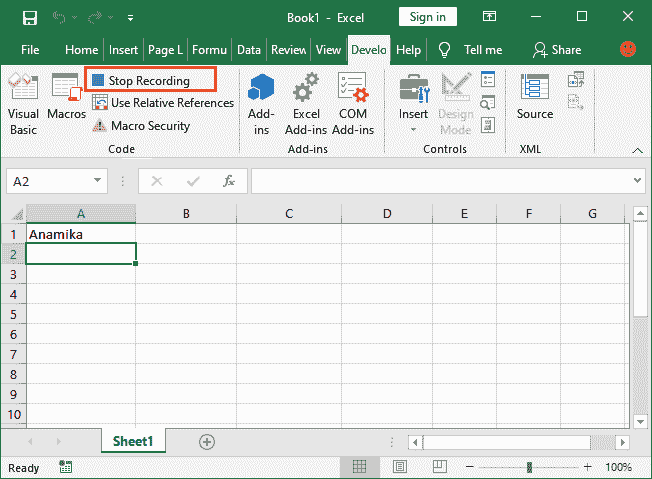 Book1 - Excel
Sign in
File Home Insert Page L Formu Data Review View Develo Help Tell me Share
Visual Basic
Macros
Stop Recording
Use Relative References
Macro Security
Code
Add-ins
Excel Add-ins
COM Add-ins
Add-ins
Insert
Design Mode
Controls
Source
XML
A2
fx
A B C D E F G
1 Anamika
2
3
4
5
6
7
8
9
10
Sheet1
Ready
100%